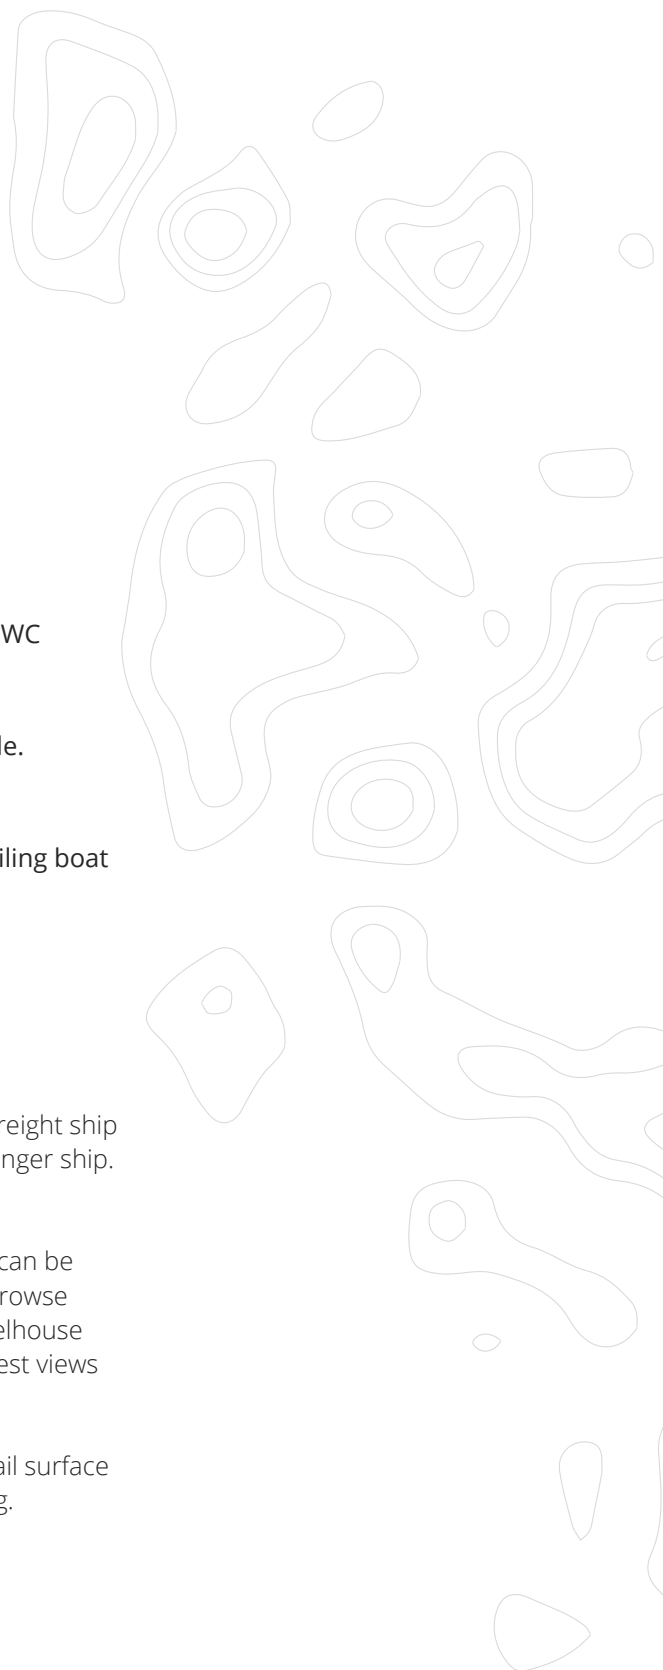 WC
le.
iling boat
reight ship
nger ship.
can be
rowse
elhouse
est views
ail surface
g.